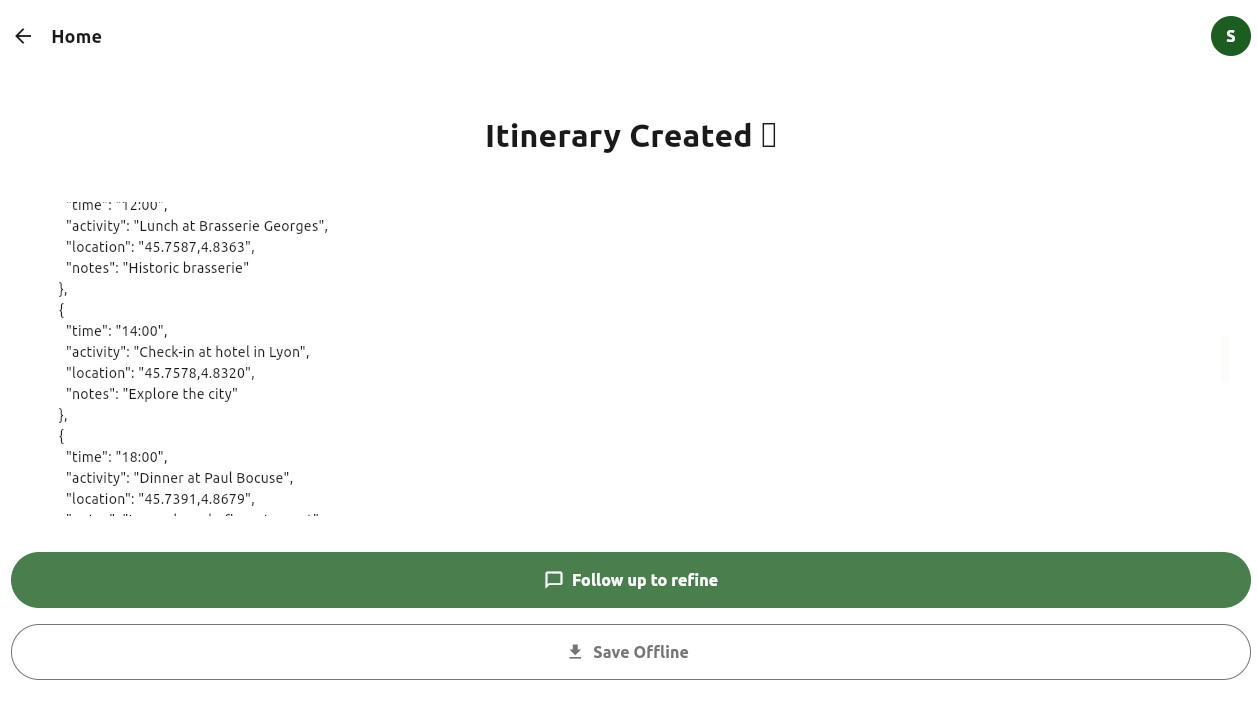 Home
S
Itinerary Created
"time": "12:00",
"activity": "Lunch at Brasserie Georges",
"location": "45.7587,4.8363",
"notes": "Historic brasserie"
},
{
"time": "14:00",
"activity": "Check-in at hotel in Lyon",
"location": "45.7578,4.8320",
"notes": "Explore the city"
},
{
"time": "18:00",
"activity": "Dinner at Paul Bocuse",
"location": "45.7391,4.8679",
Follow up to refine
Save Offline